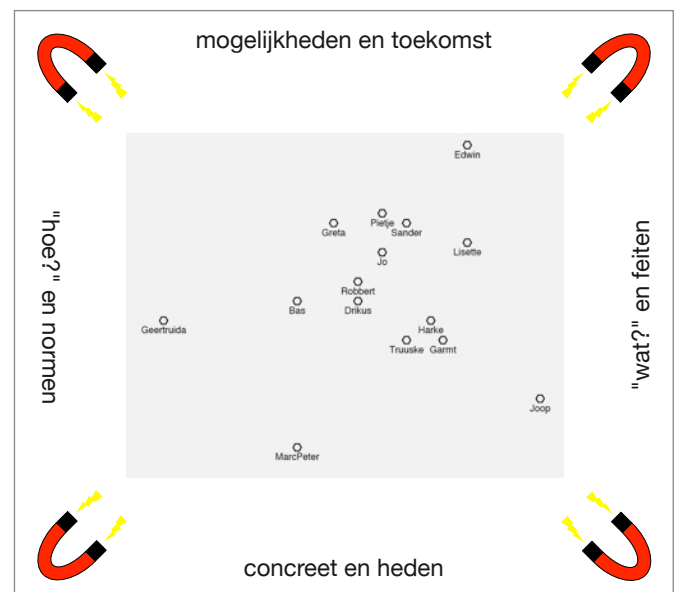 mogelijkheden en toekomst
Edwin
Pietje
Greta
Sander
Lisette
Jo
Robbert
Bas
Drikus
Geertruida
Harke
Truuske
Garmt
Joop
MarcPeter
"hoe?" en normen
"wat?" en feiten
concreet en heden